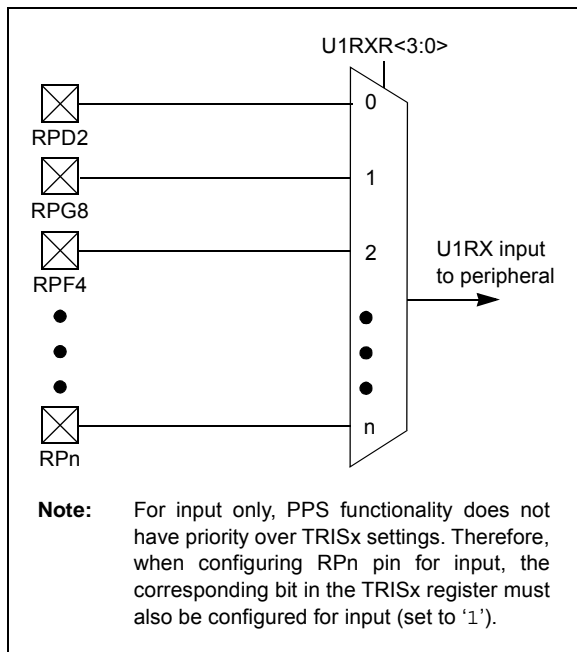 U1RXR<3:0>
RPD2
0
RPG8
1
RPF4
2
U1RX input
to peripheral
RPn
n
Note: For input only, PPS functionality does not
have priority over TRISx settings. Therefore,
when configuring RPn pin for input, the
corresponding bit in the TRISx register must
also be configured for input (set to ‘1’).